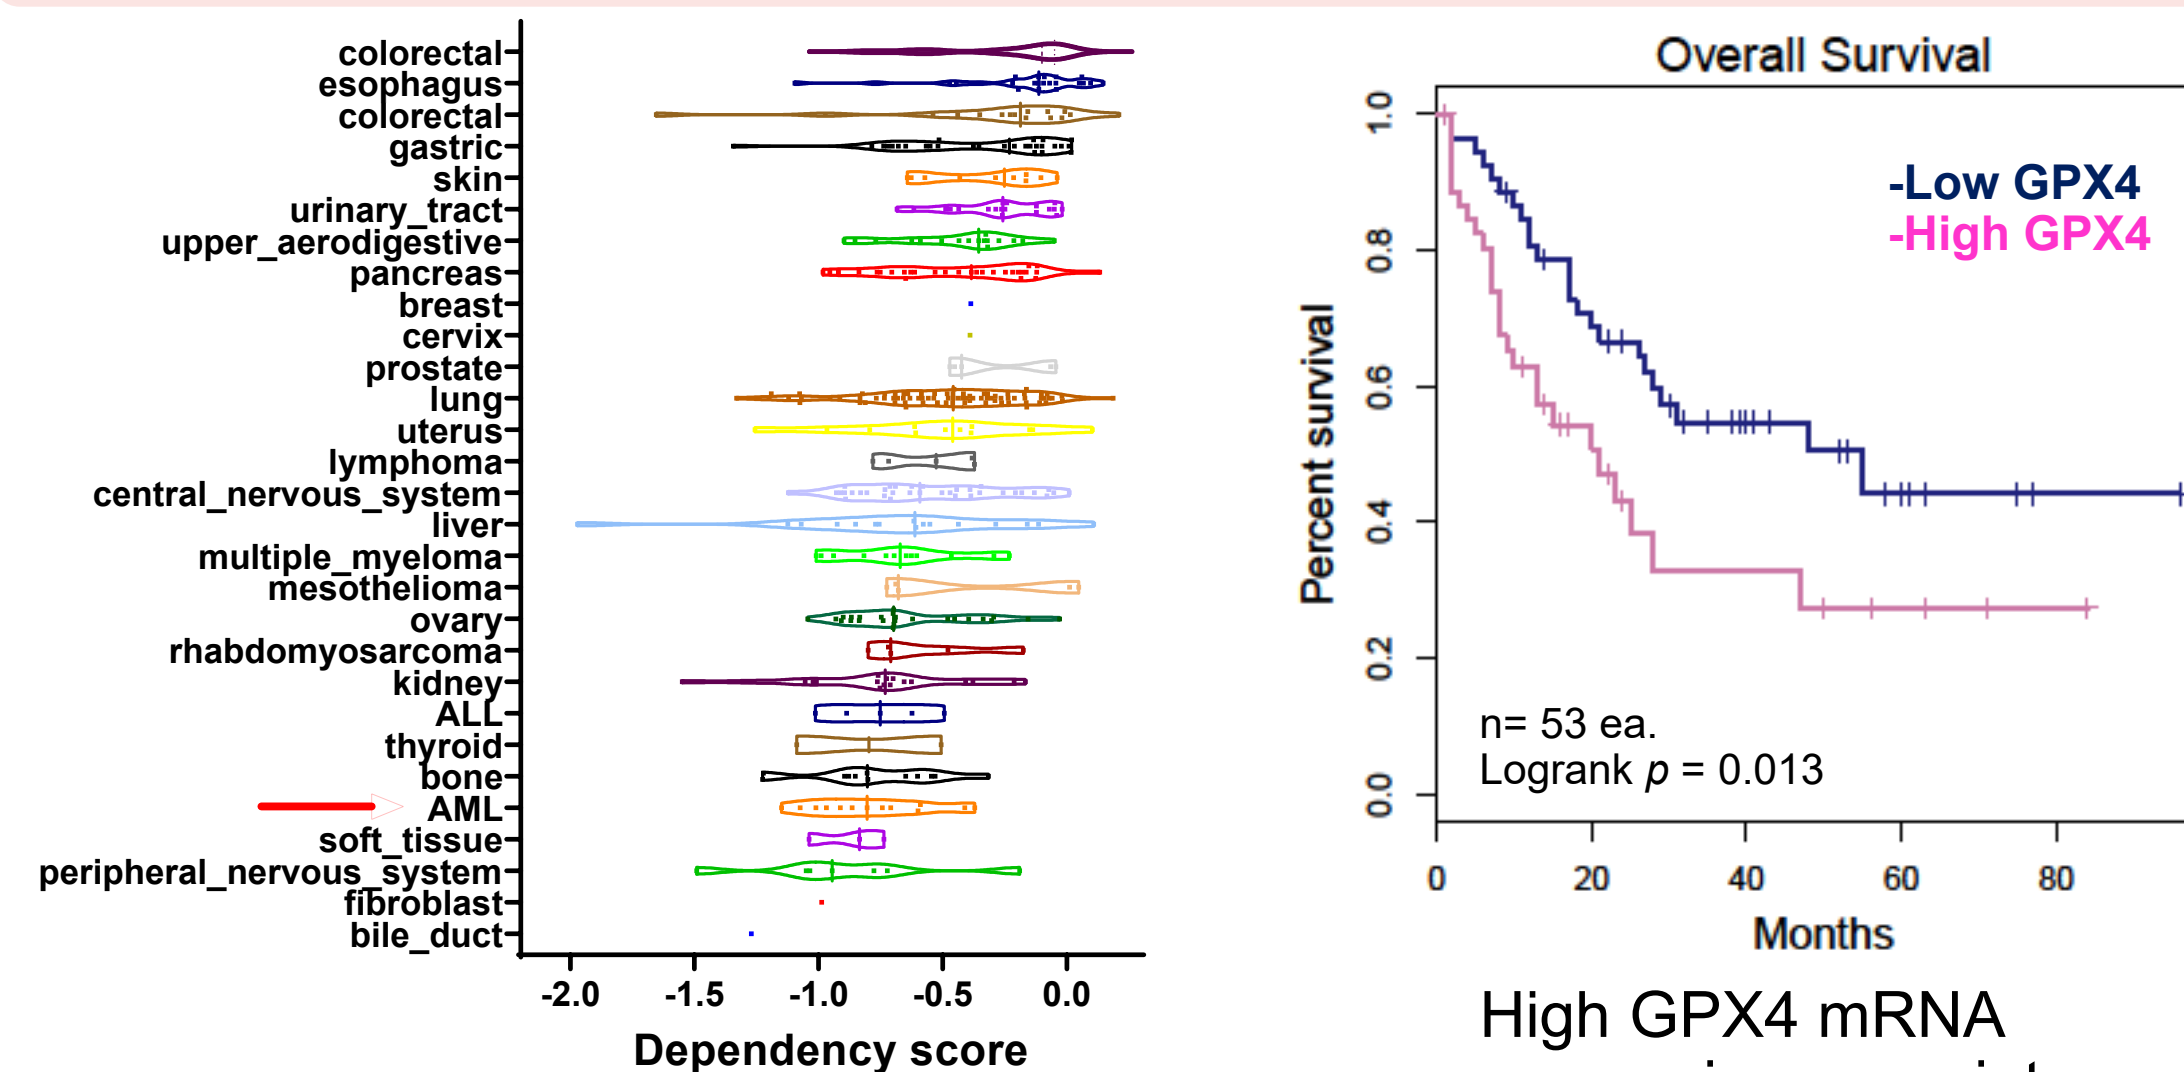 colorectal
esophagus
colorectal
gastric
skin
urinary_tract
upper_aerodigestive
pancreas
breast
cervix
prostate
lung
uterus
lymphoma
central_nervous_system
liver
multiple_myeloma
mesothelioma
ovary
rhabdomyosarcoma
kidney
ALL
thyroid
bone
AML
soft_tissue
peripheral_nervous_system
fibroblast
bile_duct
-2.0 -1.5 -1.0 -0.5 0.0
Dependency score
Overall Survival
Percent survival
1.0
0.8
0.6
0.4
0.2
0.0
-Low GPX4
-High GPX4
n= 53 ea.
Logrank p = 0.013
0 20 40 60 80
Months
High GPX4 mRNA